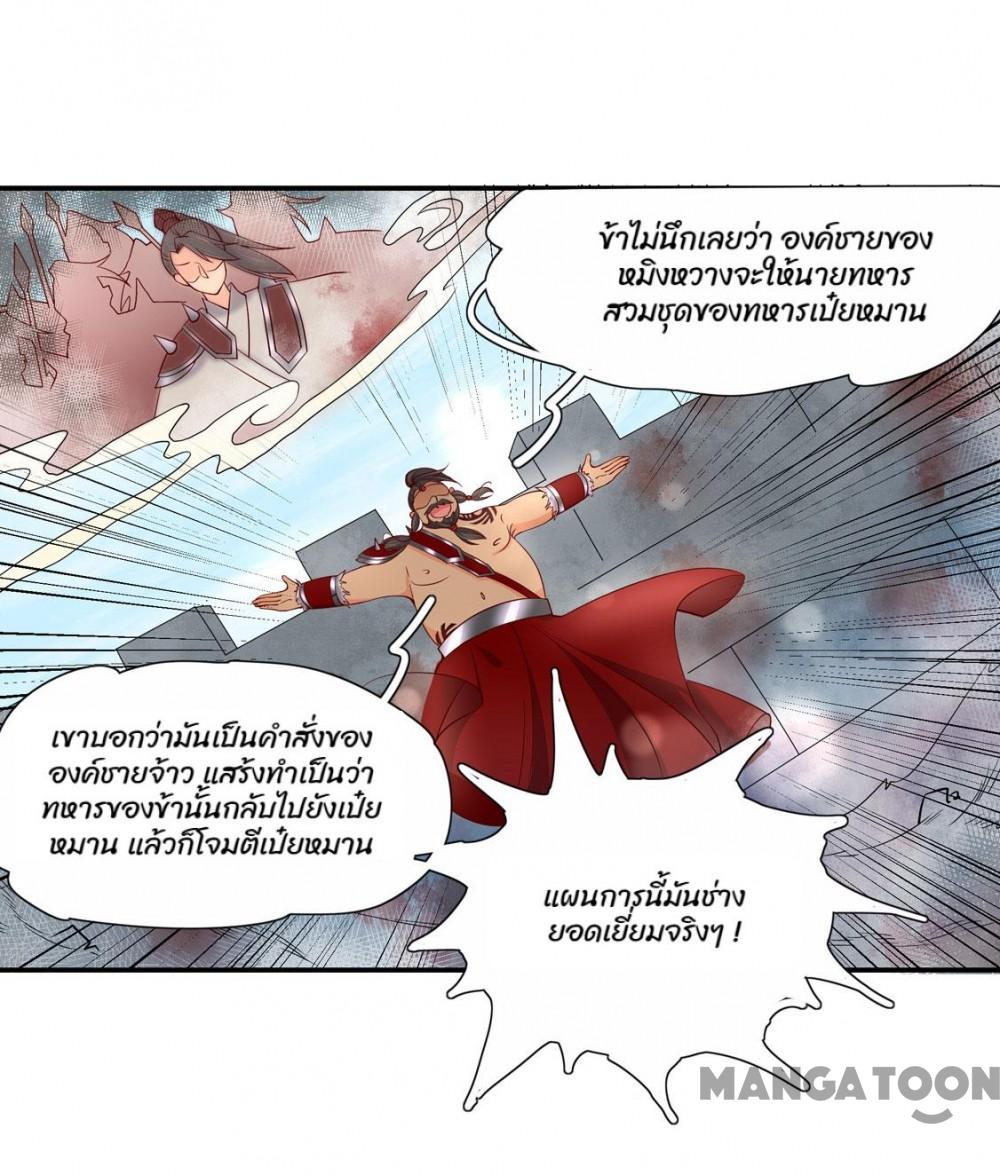 ข้าไม่นึกเลยว่า องค์ชายของ
หมิงหวางจะให้นายทหาร
สวมชุดของทหารเป๋ยหมาน
เขาบอกว่ามันเป็นคำสั่งของ
องค์ชายจ้าว แสร้งทำเป็นว่า
ทหารของข้านั้นกลับไปยังเป๋ย
หมาน แล้วก็โจมตีเป๋ยหมาน
แผนการนี้มันช่าง
ยอดเยี่ยมจริงๆ !
MANGATOON